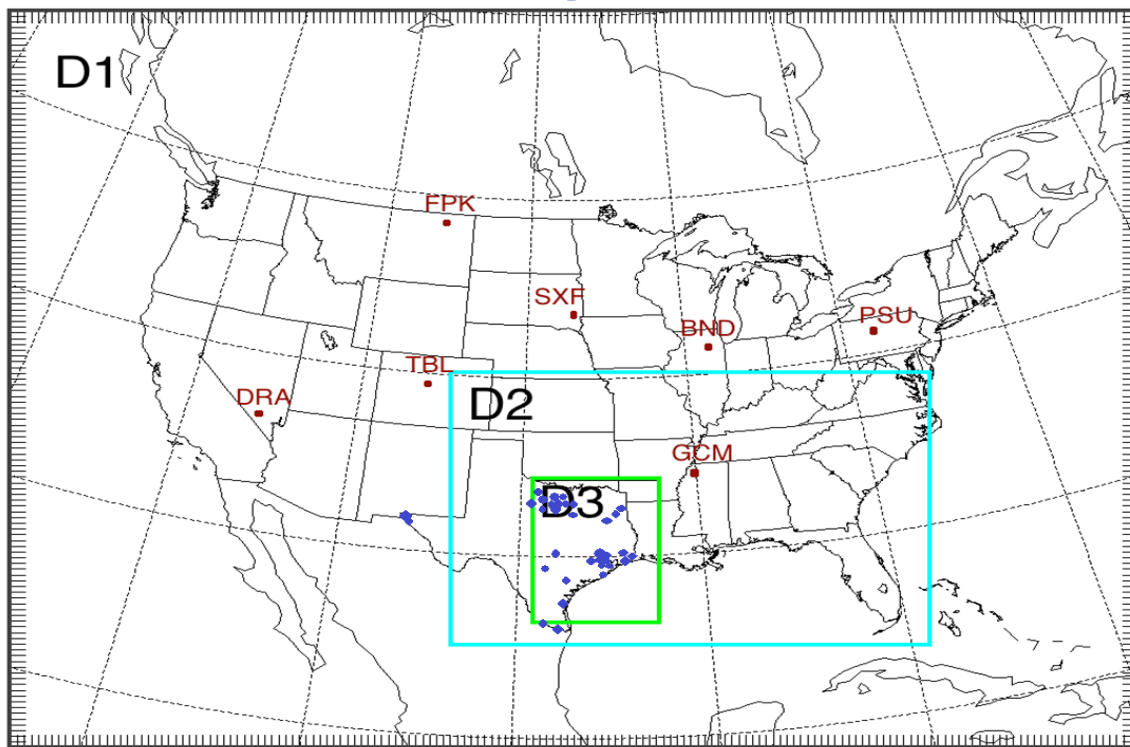 D1
FPK
SXF
BND
PSU
TBL
DRA
D2
GCM
D3